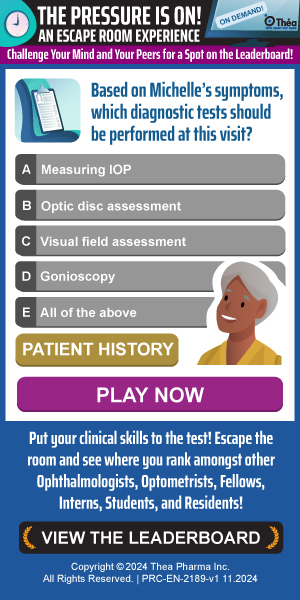 THE PRESSURE IS ON!
AN ESCAPE ROOM EXPERIENCE
ON DEMAND!
Théa
Challenge Your Mind and Your Peers for a Spot on the Leaderboard!
Based on Michelle's symptoms,
which diagnostic tests should
be performed at this visit?
A Measuring IOP
B Optic disc assessment
C Visual field assessment
D Gonioscopy
E All of the above
PATIENT HISTORY
PLAY NOW
Put your clinical skills to the test! Escape the
room and see where you rank amongst other
Ophthalmologists, Optometrists, Fellows,
Interns, Students, and Residents!
VIEW THE LEADERBOARD
Copyright ©2024 Thea Pharma Inc.
All Rights Reserved. | PRC-EN-2189-v1 11.2024